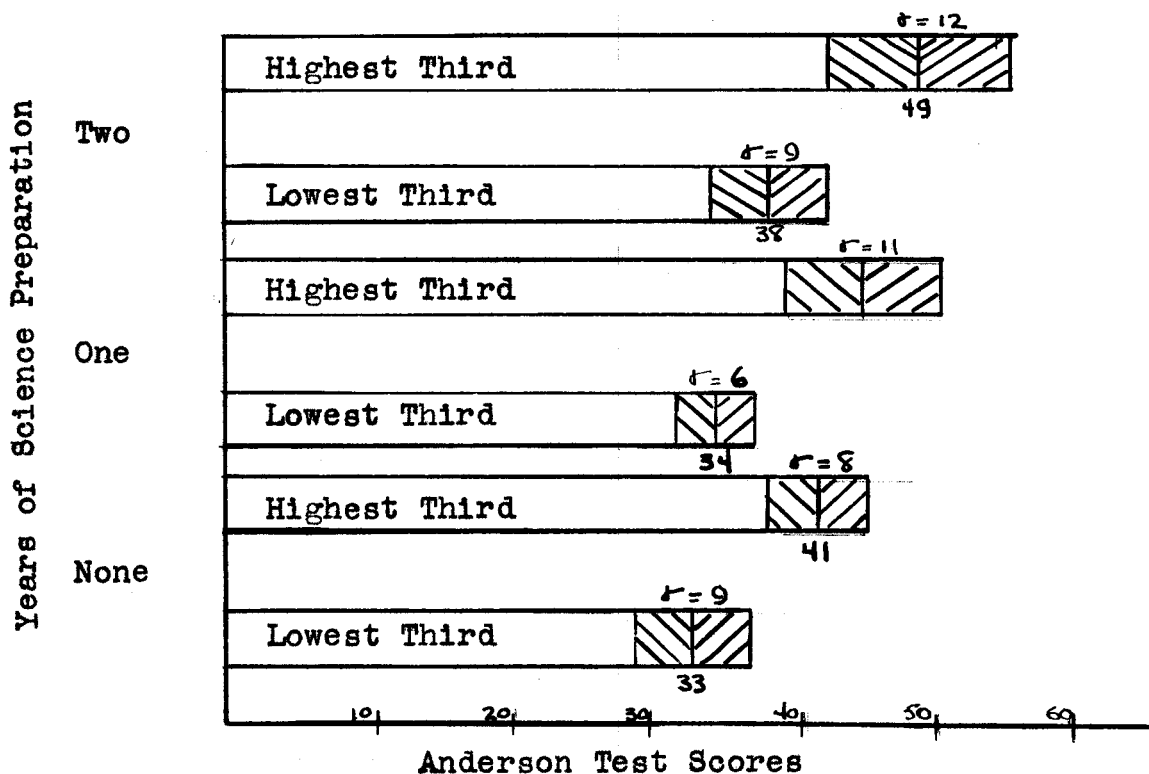 σ = 12
Highest Third
49
Two
σ = 9
Lowest Third
38
σ = 11
Highest Third
One
σ = 6
Lowest Third
34
σ = 8
Highest Third
41
None
σ = 9
Lowest Third
33
10 20 30 40 50 60
Anderson Test Scores
Years of Science Preparation